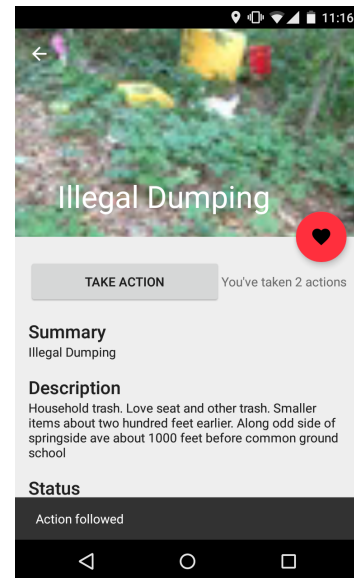 11:16
Illegal Dumping
TAKE ACTION
You've taken 2 actions
Summary
Illegal Dumping
Description
Household trash. Love seat and other trash. Smaller
items about two hundred feet earlier. Along odd side of
springside ave about 1000 feet before common ground
school
Status
Action followed